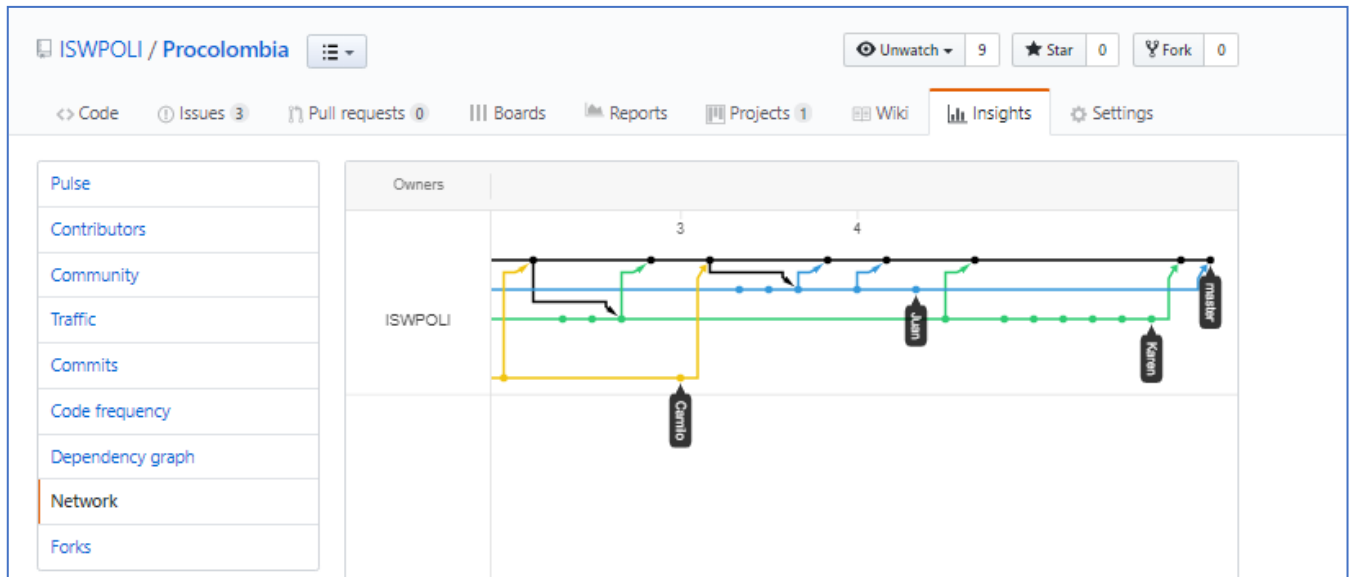 ISWPOLI / Procolombia Unwatch 9 Star 0 Fork 0
Code Issues 3 Pull requests 0 Boards Reports Projects 1 Wiki Insights Settings
Pulse
Contributors
Community
Traffic
Commits
Code frequency
Dependency graph
Network
Forks
Owners
3 4
ISWPOLI
master
Juan
Karen
Camilo